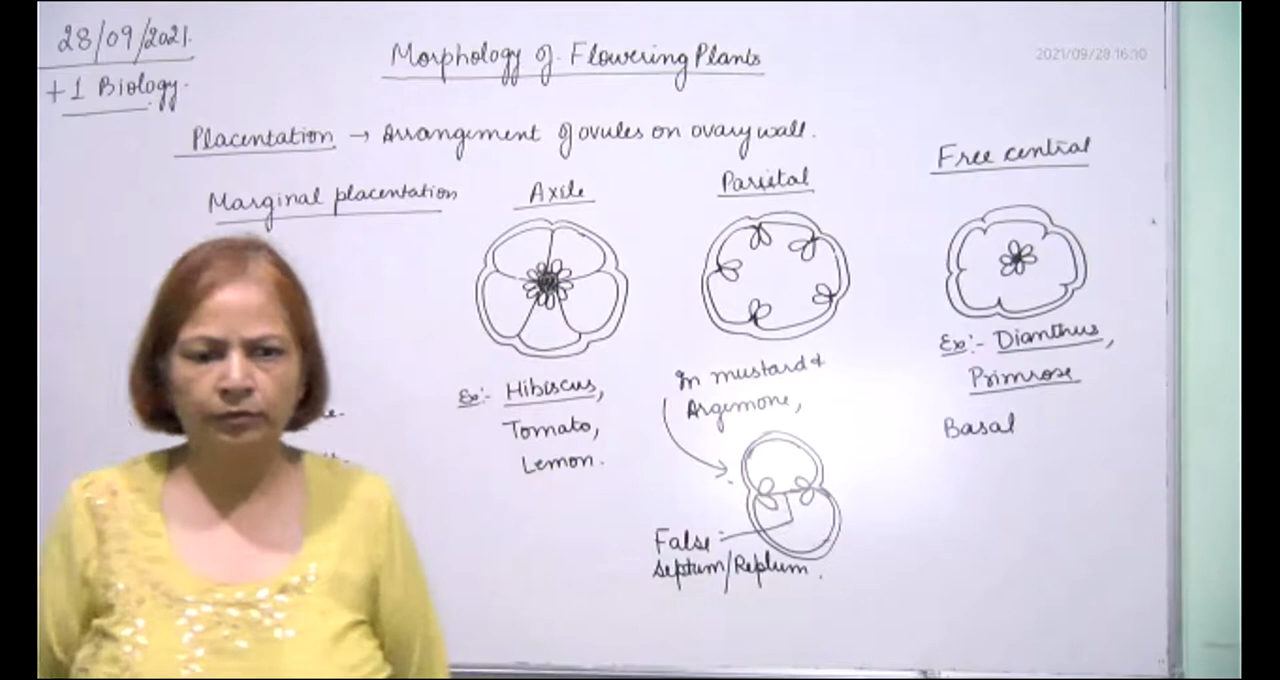 28/09/2021.
+1 Biology.
Morphology of Flowering Plants
2021/09/28 16:10
Placentation → Arrangement of ovules on ovary wall.
Marginal placentation
Axile
Parietal
Free central
Ex:- Hibiscus,
Tomato,
Lemon.
In mustard &
Argemone,
False
septum/Replum.
Ex:- Dianthus,
Primrose
Basal